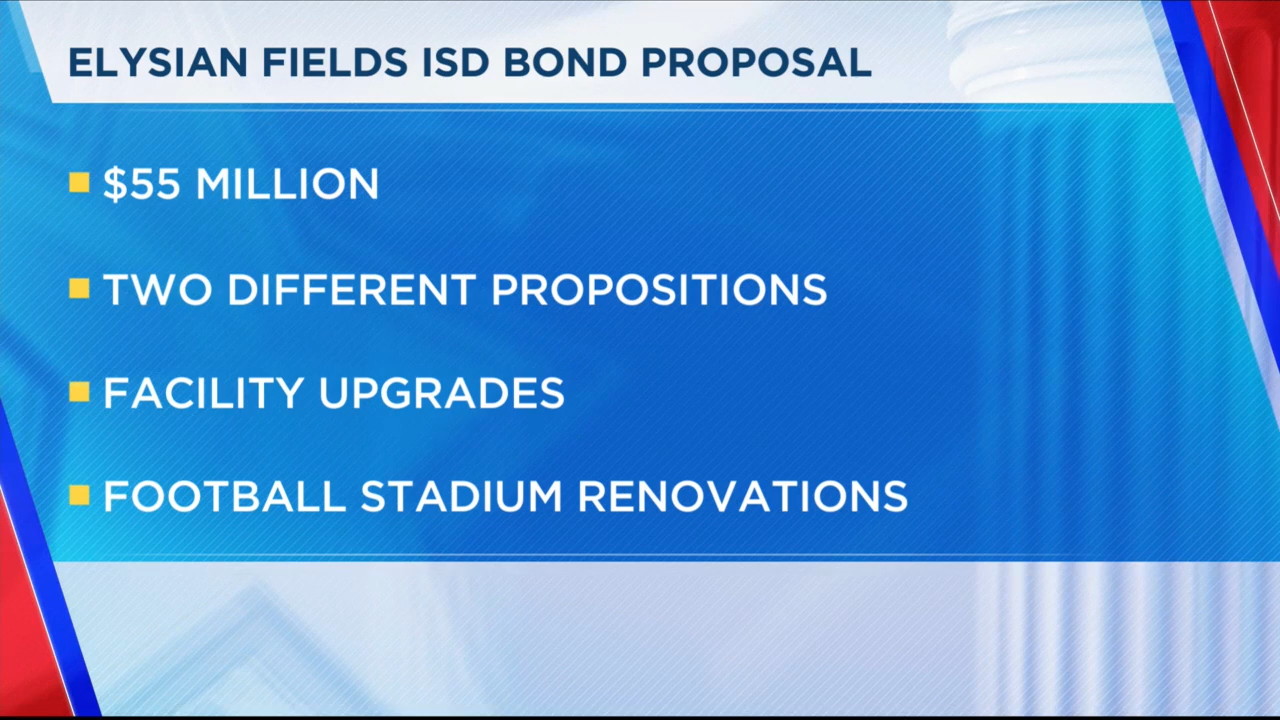 ELYSIAN FIELDS ISD BOND PROPOSAL
$55 MILLION
TWO DIFFERENT PROPOSITIONS
FACILITY UPGRADES
FOOTBALL STADIUM RENOVATIONS